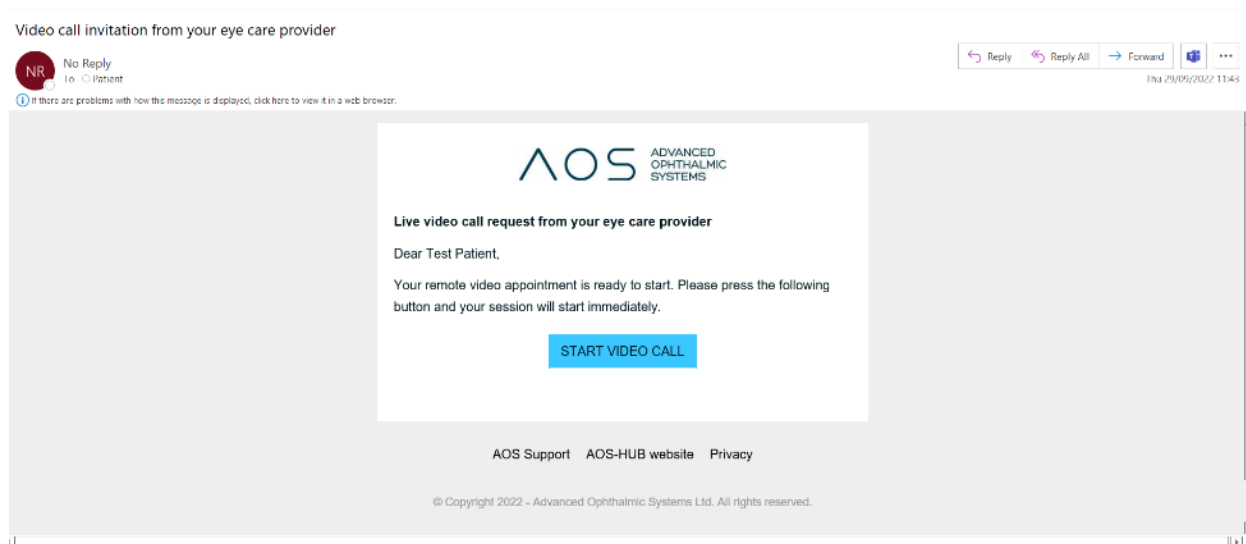 Video call invitation from your eye care provider
NR
No Reply
To Patient
Reply Reply All Forward
Thu 29/09/2022 11:43
If there are problems with how this message is displayed, click here to view it in a web browser.
AOS ADVANCED
OPHTHALMIC
SYSTEMS
Live video call request from your eye care provider
Dear Test Patient,
Your remote video appointment is ready to start. Please press the following
button and your session will start immediately.
START VIDEO CALL
AOS Support AOS-HUB website Privacy
© Copyright 2022 - Advanced Ophthalmic Systems Ltd. All rights reserved.